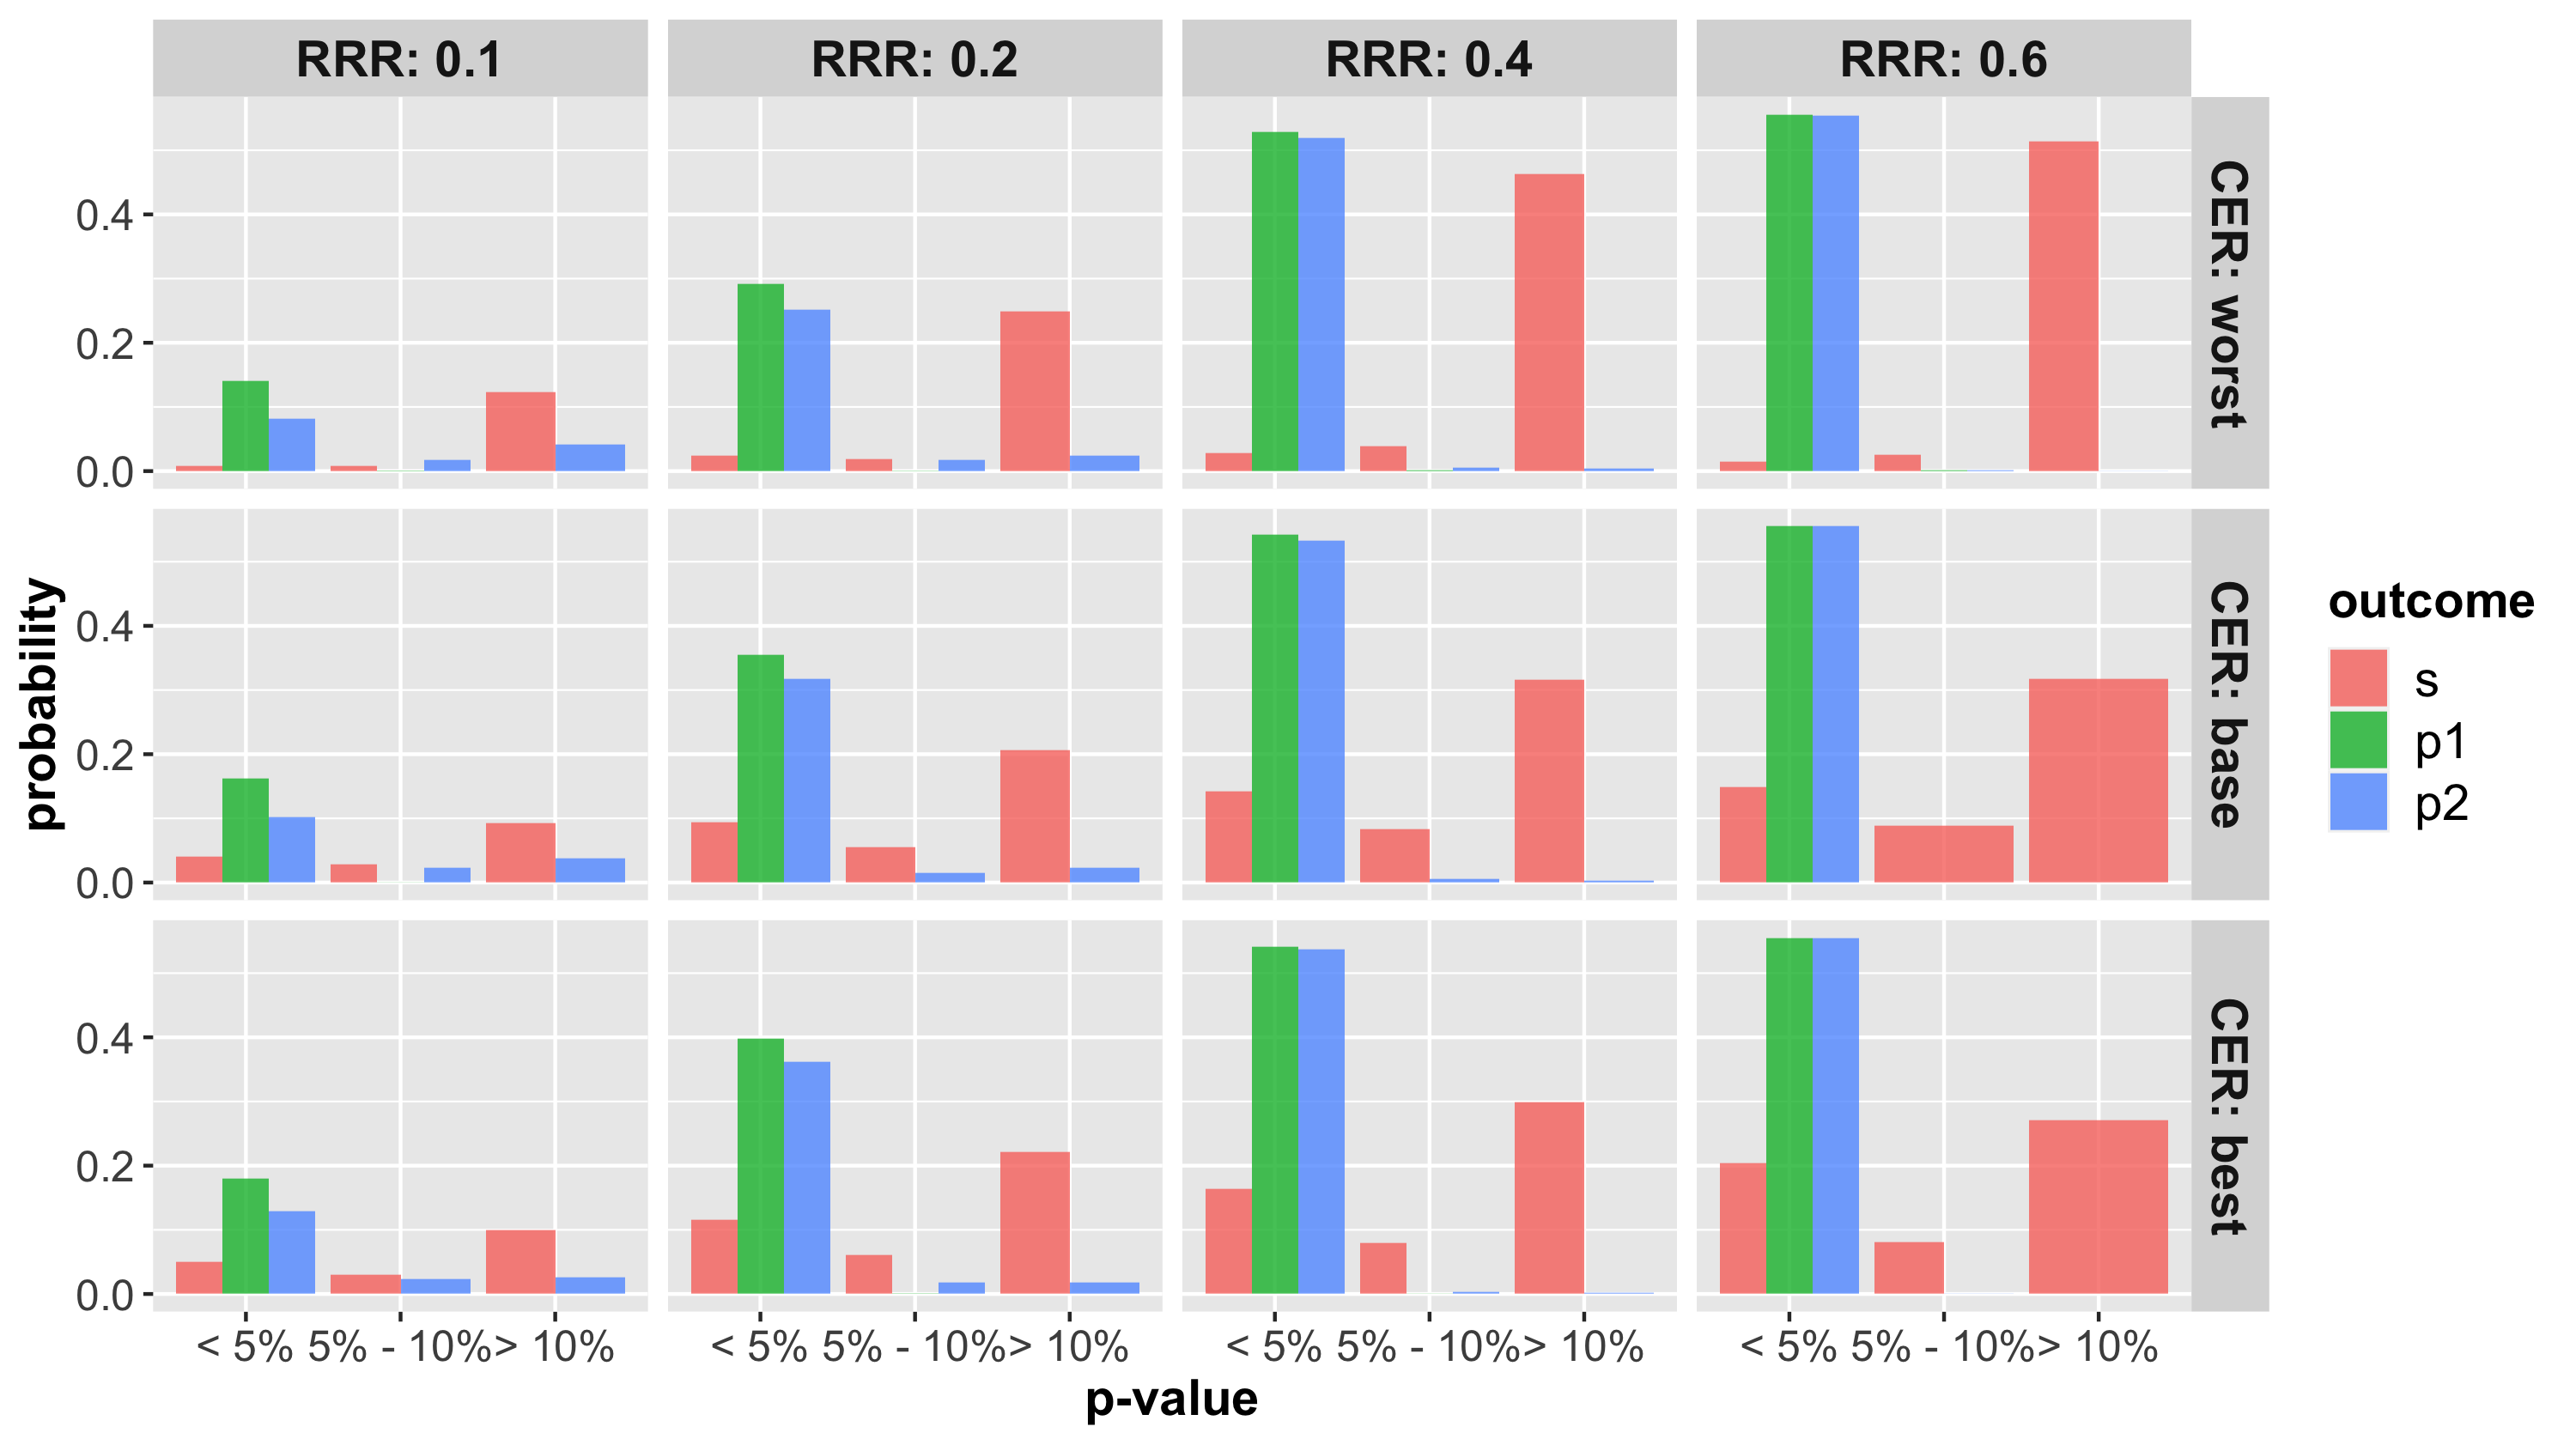 RRR: 0.1 RRR: 0.2 RRR: 0.4 RRR: 0.6
0.4
0.2
0.0
CER: worst
probability
0.4
0.2
0.0
CER: base
outcome
s
p1
p2
0.4
0.2
0.0
CER: best
< 5% 5% - 10% > 10% < 5% 5% - 10% > 10% < 5% 5% - 10% > 10% < 5% 5% - 10% > 10%
p-value